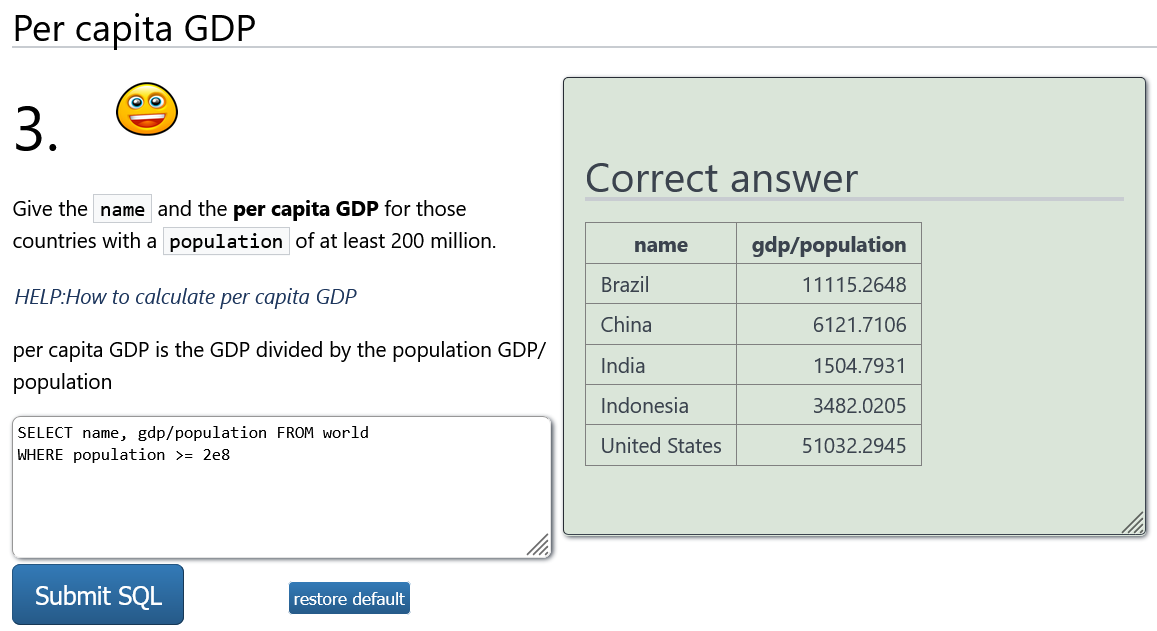 Per capita GDP
3.
Give the name and the per capita GDP for those
countries with a population of at least 200 million.
HELP:How to calculate per capita GDP
per capita GDP is the GDP divided by the population GDP/
population
SELECT name, gdp/population FROM world
WHERE population >= 2e8
Submit SQL
restore default
Correct answer
name gdp/population
Brazil 11115.2648
China 6121.7106
India 1504.7931
Indonesia 3482.0205
United States 51032.2945